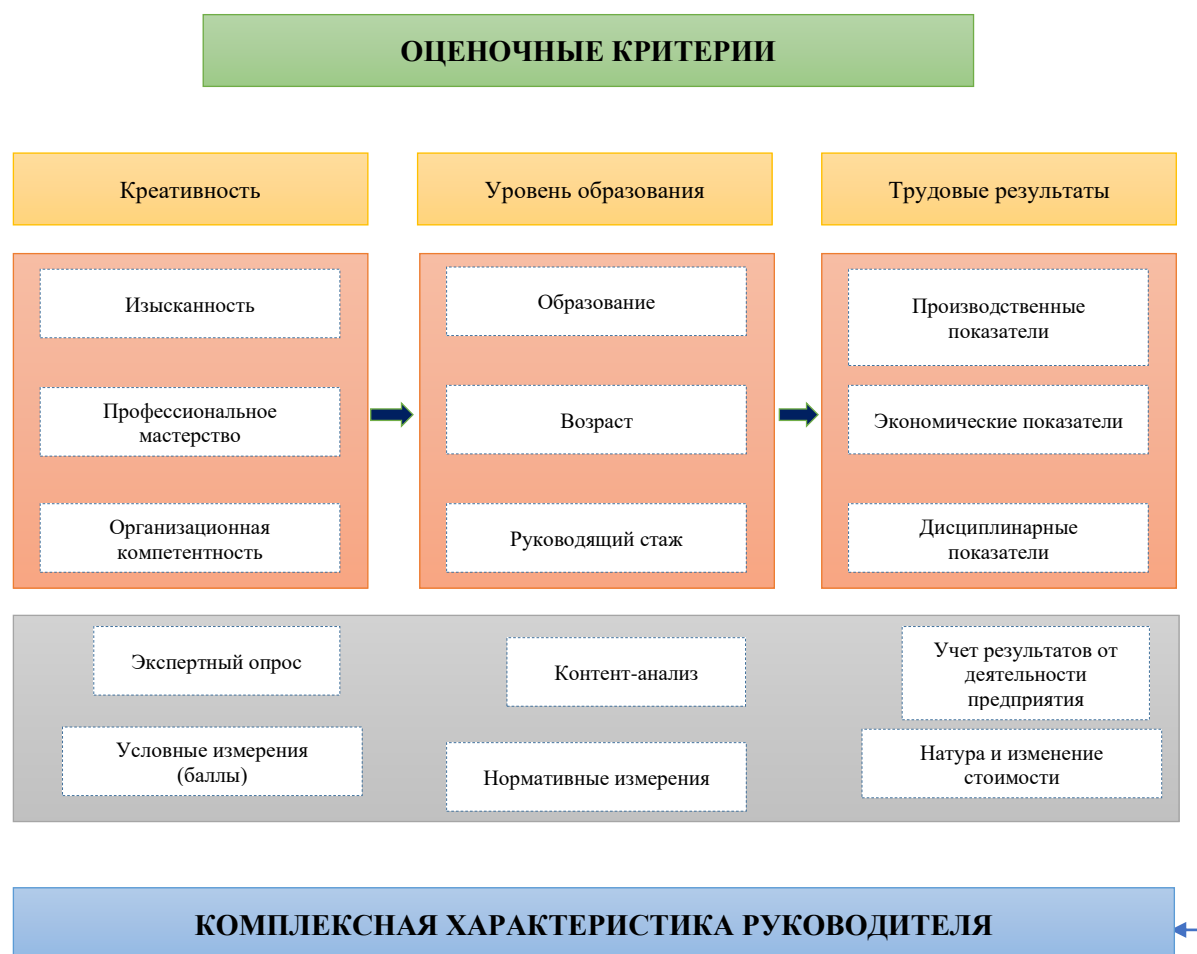 ОЦЕНОЧНЫЕ КРИТЕРИИ
Креативность
Уровень образования
Трудовые результаты
Изысканность
Профессиональное
мастерство
Организационная
компетентность
Образование
Возраст
Руководящий стаж
Производственные
показатели
Экономические показатели
Дисциплинарные
показатели
Экспертный опрос
Условные измерения
(баллы)
Контент-анализ
Нормативные измерения
Учет результатов от
деятельности
предприятия
Натура и изменение
стоимости
КОМПЛЕКСНАЯ ХАРАКТЕРИСТИКА РУКОВОДИТЕЛЯ